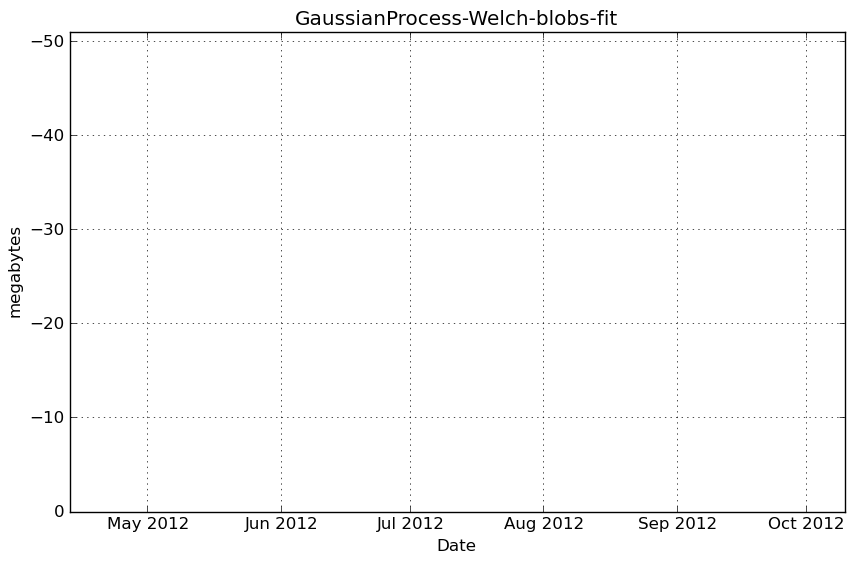 GaussianProcess-Welch-blobs-fit
−50
−40
−30
−20
−10
0
megabytes
May 2012 Jun 2012 Jul 2012 Aug 2012 Sep 2012 Oct 2012
Date